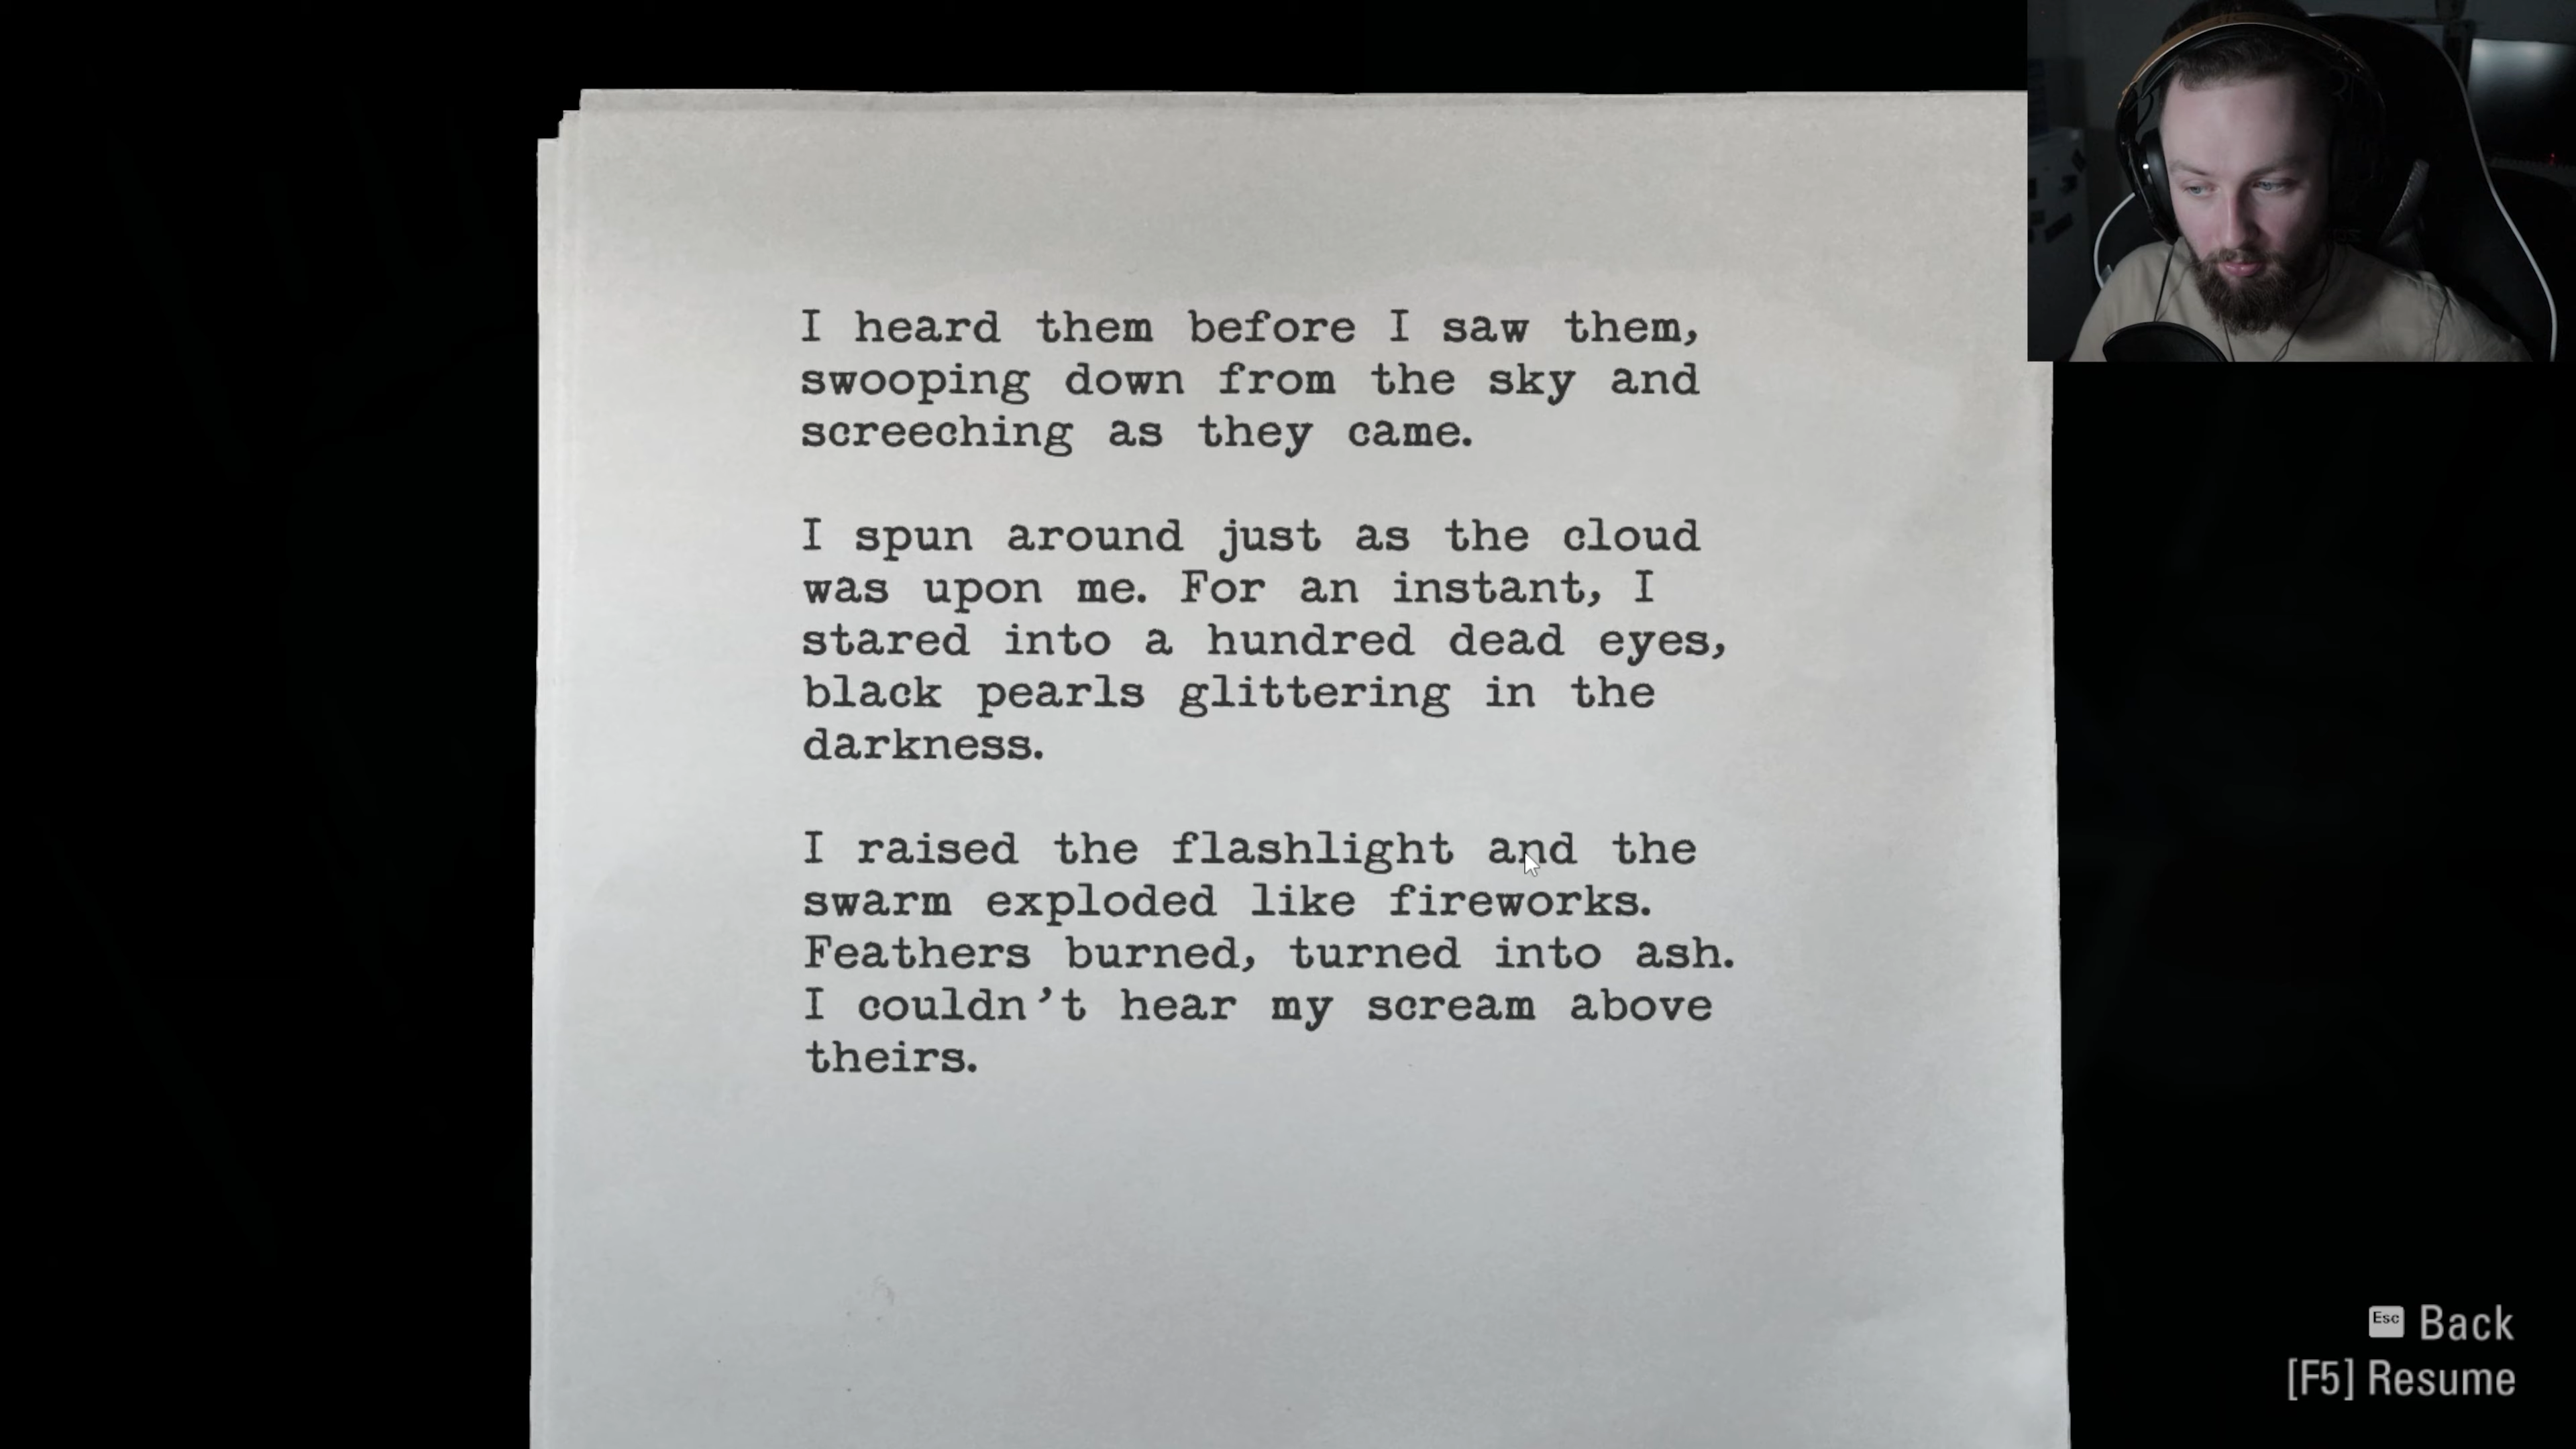 I heard them before I saw them,
swooping down from the sky and
screeching as they came.
I spun around just as the cloud
was upon me. For an instant, I
stared into a hundred dead eyes,
black pearls glittering in the
darkness.
I raised the flashlight and the
swarm exploded like fireworks.
Feathers burned, turned into ash.
I couldn’t hear my scream above
theirs.
Esc Back
[F5] Resume